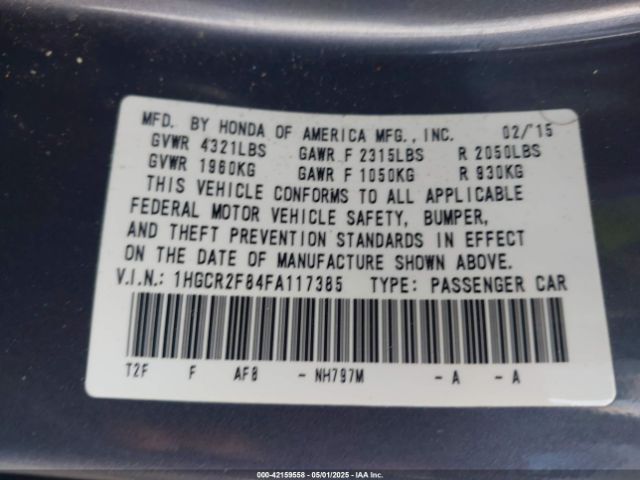 MFD. BY HONDA OF AMERICA MFG., INC. 02/'15
GVWR 4321LBS GAWR F 2315LBS R 2050LBS
GVWR 1960KG GAWR F 1050KG R 930KG
THIS VEHICLE CONFORMS TO ALL APPLICABLE
FEDERAL MOTOR VEHICLE SAFETY, BUMPER,
AND THEFT PREVENTION STANDARDS IN EFFECT
ON THE DATE OF MANUFACTURE SHOWN ABOVE.
V.I.N.: 1HGCR2F84FA117385 TYPE: PASSENGER CAR
T2F F AF8 - NH797M - A - A
000-42159558 - 05/01/2025 - IAA Inc.